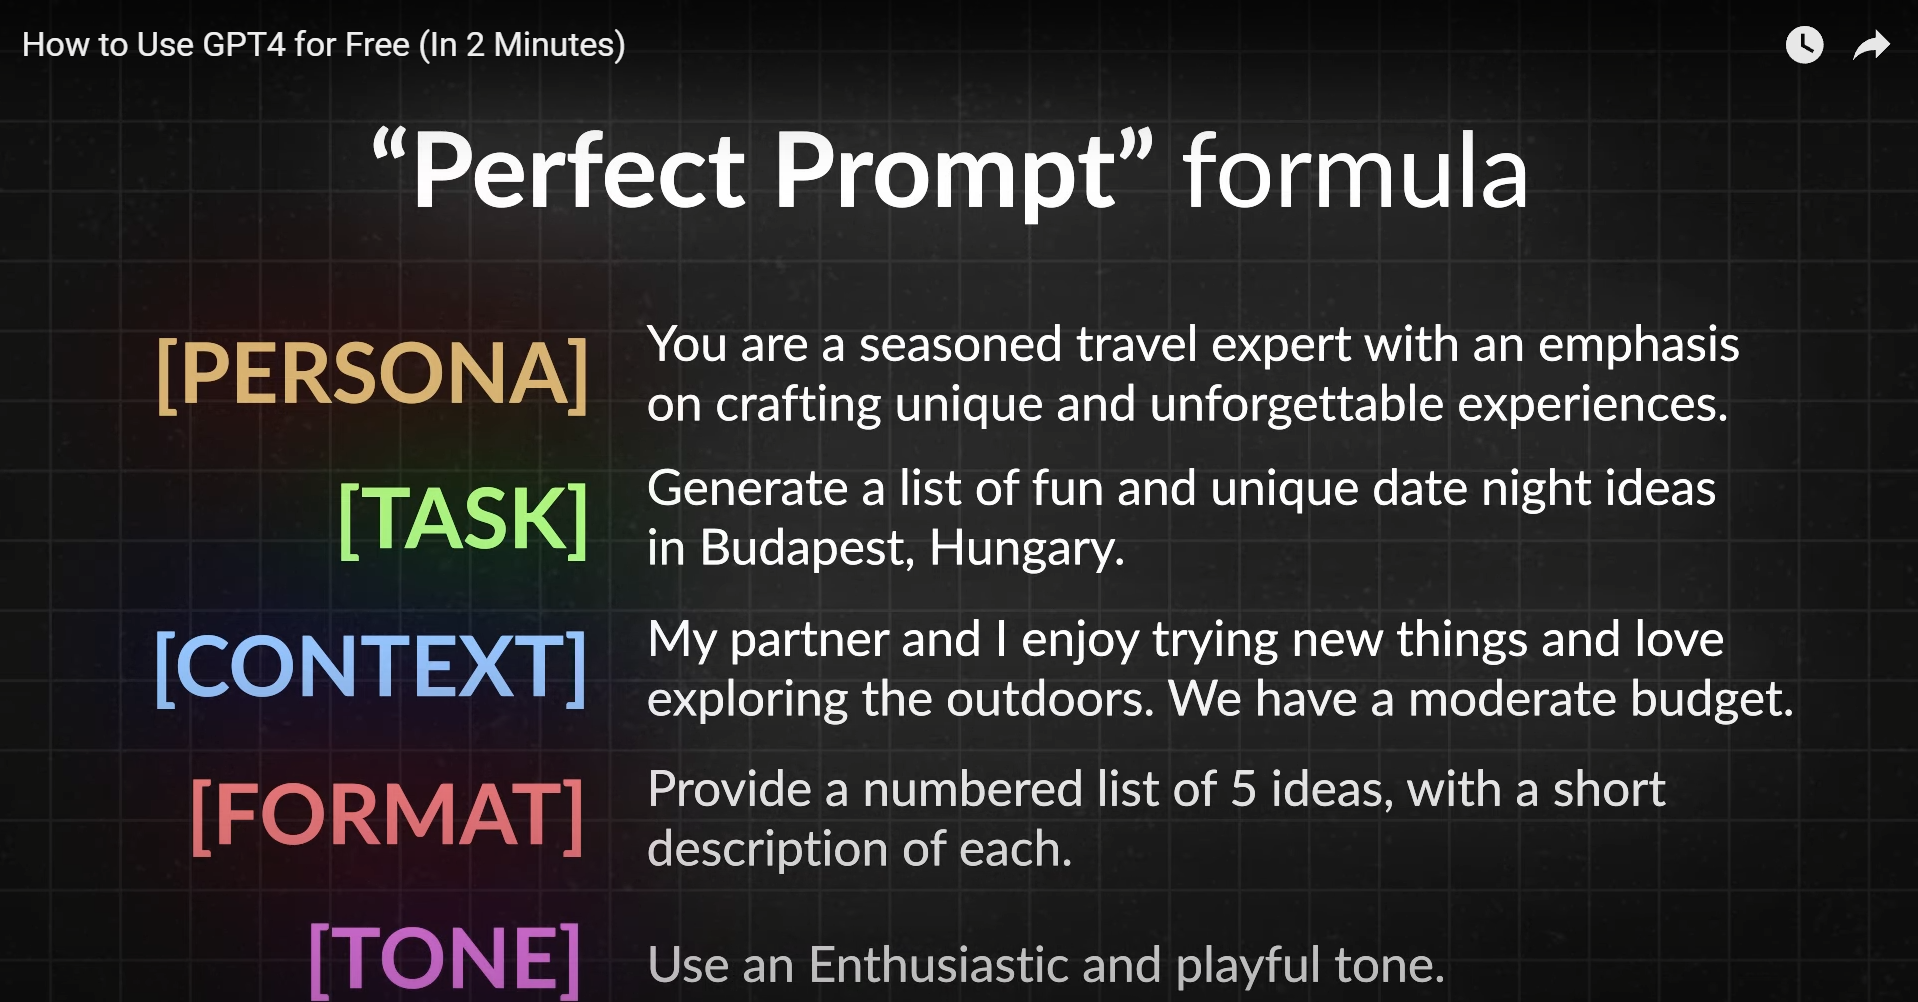 How to Use GPT4 for Free (In 2 Minutes)
“Perfect Prompt” formula
[PERSONA]
You are a seasoned travel expert with an emphasis
on crafting unique and unforgettable experiences.
[TASK]
Generate a list of fun and unique date night ideas
in Budapest, Hungary.
[CONTEXT]
My partner and I enjoy trying new things and love
exploring the outdoors. We have a moderate budget.
[FORMAT]
Provide a numbered list of 5 ideas, with a short
description of each.
[TONE]
Use an Enthusiastic and playful tone.